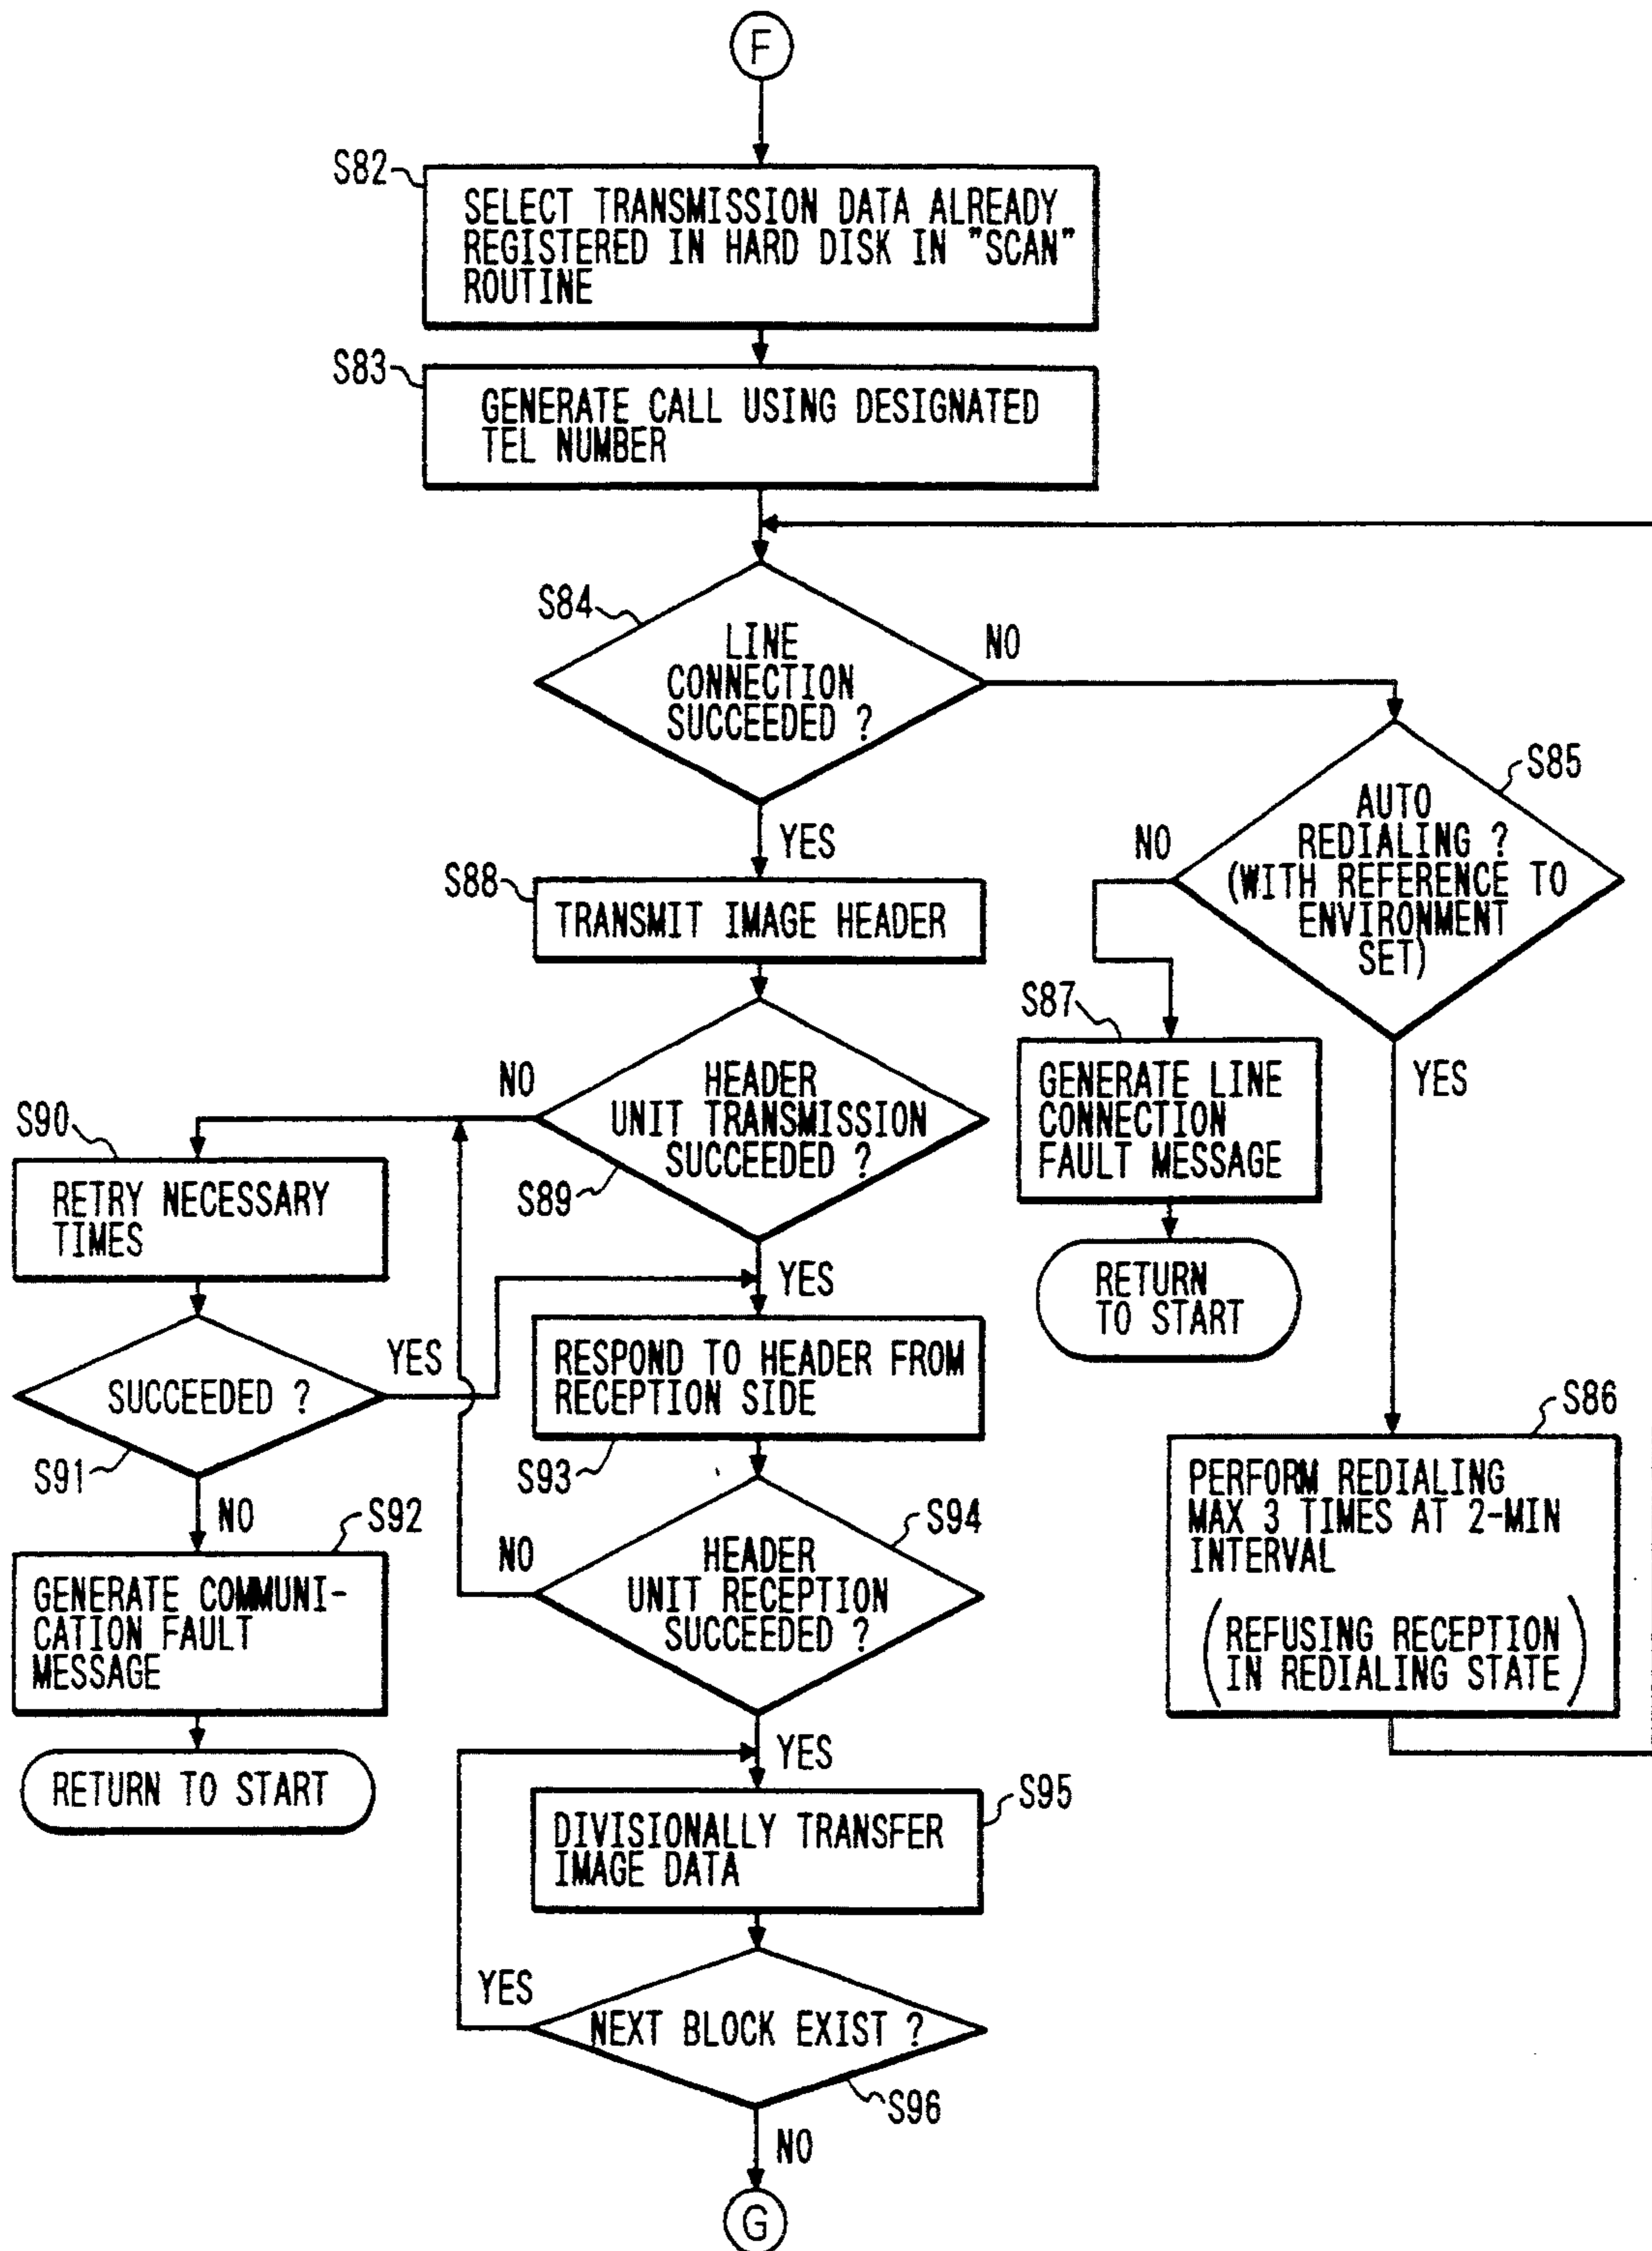 F
S82
SELECT TRANSMISSION DATA ALREADY
REGISTERED IN HARD DISK IN "SCAN"
ROUTINE
S83
GENERATE CALL USING DESIGNATED
TEL NUMBER
S84
LINE
CONNECTION
SUCCEEDED ?
NO
YES
S85
AUTO
REDIALING ?
(WITH REFERENCE TO
ENVIRONMENT
SET)
NO
YES
S88
TRANSMIT IMAGE HEADER
S87
GENERATE LINE
CONNECTION
FAULT MESSAGE
RETURN
TO START
HEADER
UNIT TRANSMISSION
SUCCEEDED ?
S89
NO
YES
S90
RETRY NECESSARY
TIMES
SUCCEEDED ?
S91
YES
NO
S92
GENERATE COMMUNI-
CATION FAULT
MESSAGE
RETURN TO START
RESPOND TO HEADER FROM
RECEPTION SIDE
S93
S94
HEADER
UNIT RECEPTION
SUCCEEDED ?
NO
YES
S86
PERFORM REDIALING
MAX 3 TIMES AT 2-MIN
INTERVAL
(REFUSING RECEPTION
IN REDIALING STATE)
S95
DIVISIONALLY TRANSFER
IMAGE DATA
YES
NEXT BLOCK EXIST ?
S96
NO
G